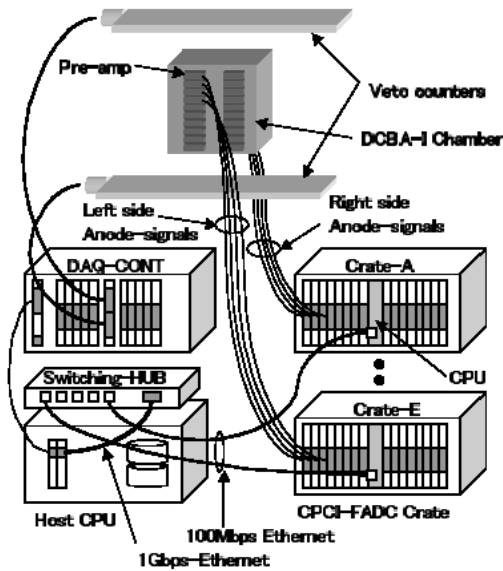 Pre-amp
Veto counters
DCBA-I Chamber
Left side
Anode-signals
Right side
Anode-signals
DAQ-CONT
Crate-A
Switching-HUB
CPU
Crate-E
Host CPU
100Mbps Ethernet
CPCI-FADC Crate
1Gbps-Ethernet